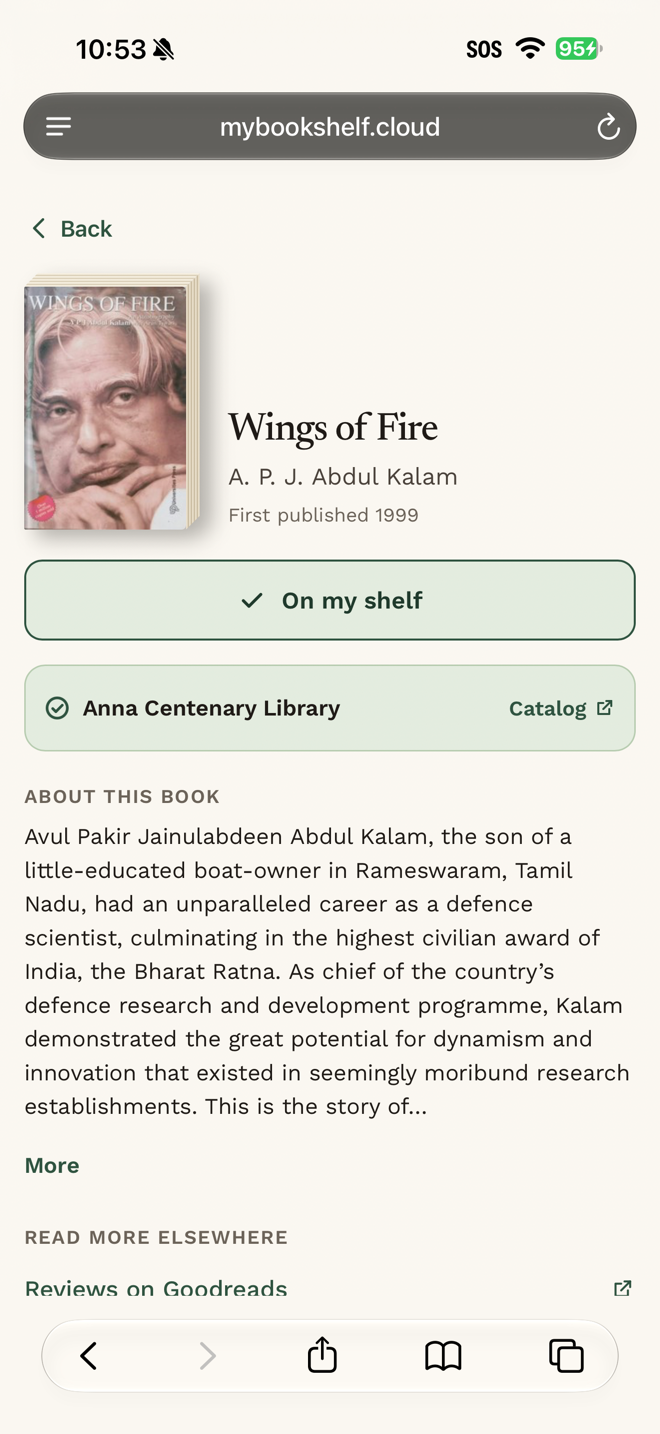 10:53
SOS
95
mybookshelf.cloud
Back
WINGS OF FIRE
Wings of Fire
A. P. J. Abdul Kalam
First published 1999
On my shelf
Anna Centenary Library
Catalog
ABOUT THIS BOOK
Avul Pakir Jainulabdeen Abdul Kalam, the son of a
little-educated boat-owner in Rameswaram, Tamil
Nadu, had an unparalleled career as a defence
scientist, culminating in the highest civilian award of
India, the Bharat Ratna. As chief of the country’s
defence research and development programme, Kalam
demonstrated the great potential for dynamism and
innovation that existed in seemingly moribund research
establishments. This is the story of...
More
READ MORE ELSEWHERE
Reviews on Goodreads